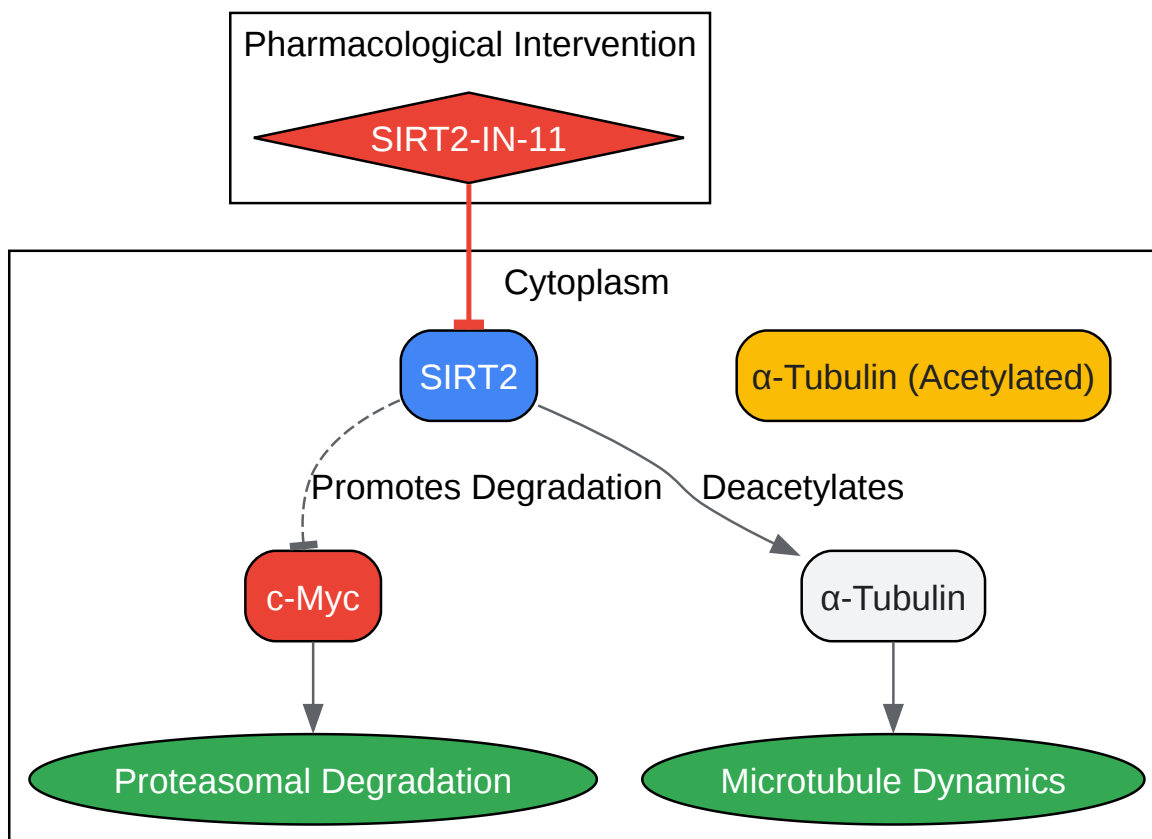 Pharmacological Intervention
SIRT2-IN-11
Cytoplasm
SIRT2
α-Tubulin (Acetylated)
Promotes Degradation
Deacetylates
c-Myc
α-Tubulin
Proteasomal Degradation
Microtubule Dynamics